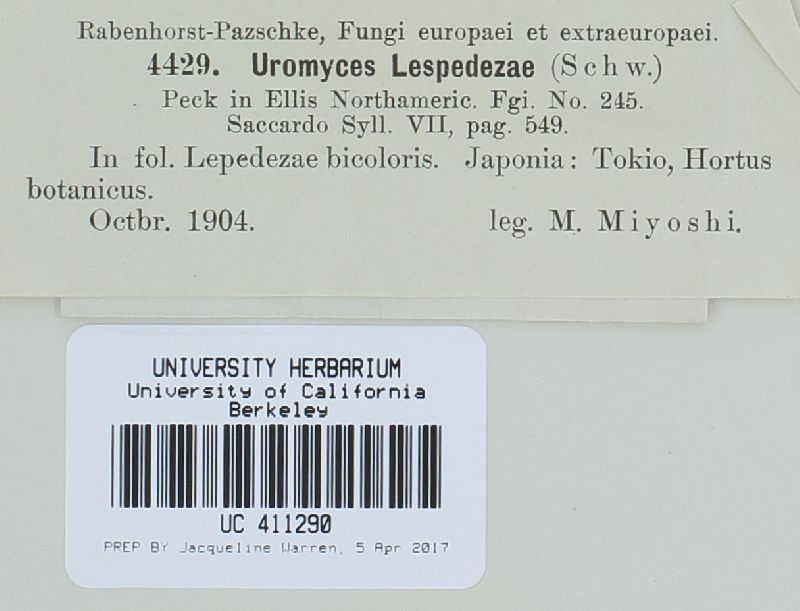 Rabenhorst-Pazschke, Fungi europaei et extraeuropaei.
4429. Uromyces Lespedezae (Schw.)
Peck in Ellis Northameric. Fgi. No. 245.
Saccardo Syll. VII, pag. 549.
In fol. Lepedezae bicoloris. Japonia: Tokio, Hortus
botanicus.
Octbr. 1904. leg. M. Miyoshi.
UNIVERSITY HERBARIUM
University of California
Berkeley
UC 411290
PREP BY Jacqueline Warren, 5 Apr 2017